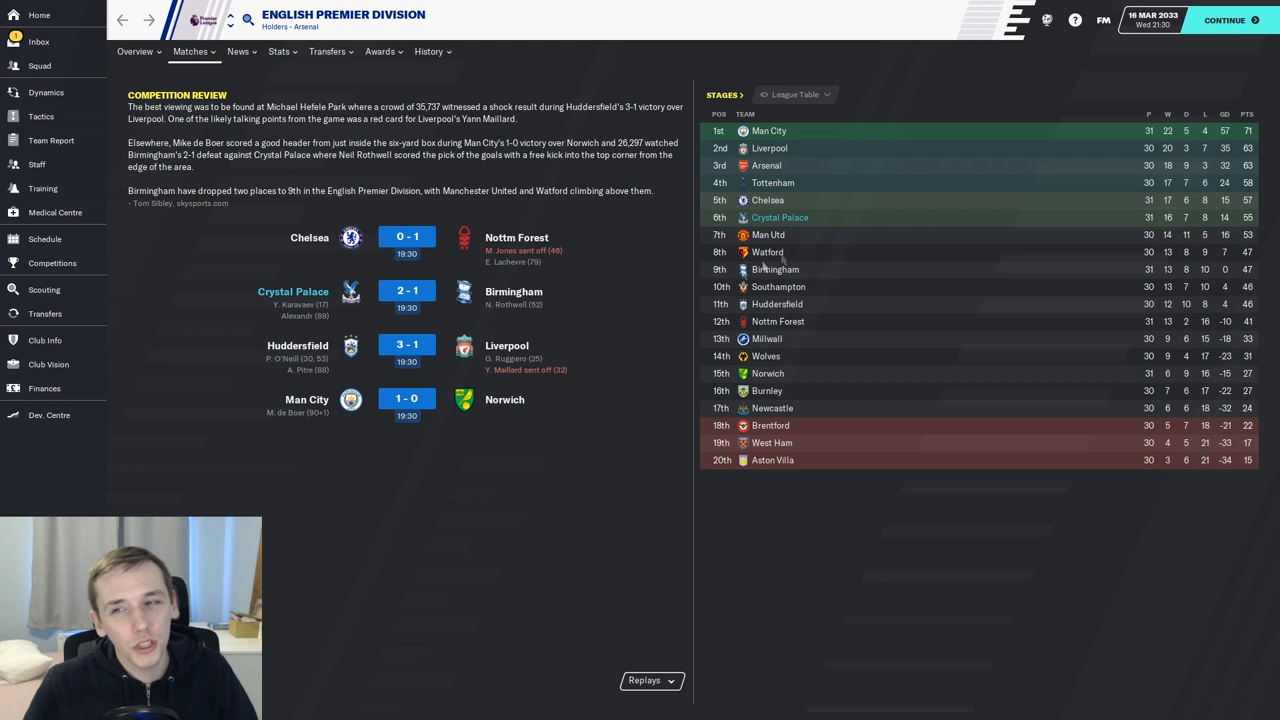 Home
1
Inbox
Squad
Dynamics
Tactics
Team Report
Staff
Training
Medical Centre
Schedule
Competitions
Scouting
Transfers
Club Info
Club Vision
Finances
Dev. Centre
Premier League
ENGLISH PREMIER DIVISION
Holders - Arsenal
?
FM
16 MAR 2033
Wed 21:30
CONTINUE
Overview
Matches
News
Stats
Transfers
Awards
History
COMPETITION REVIEW
The best viewing was to be found at Michael Hefele Park where a crowd of 35,737 witnessed a shock result during Huddersfield's 3-1 victory over
Liverpool. One of the likely talking points from the game was a red card for Liverpool's Yann Maillard.
Elsewhere, Mike de Boer scored a good header from just inside the six-yard box during Man City's 1-0 victory over Norwich and 26,297 watched
Birmingham's 2-1 defeat against Crystal Palace where Neil Rothwell scored the pick of the goals with a free kick into the top corner from the
edge of the area.
Birmingham have dropped two places to 9th in the English Premier Division, with Manchester United and Watford climbing above them.
- Tom Sibley, skysports.com
Chelsea 0 - 1 Nottm Forest
19:30 M. Jones sent off (46)
E. Lachevre (79)
Crystal Palace 2 - 1 Birmingham
Y. Karavaev (17) 19:30 N. Rothwell (52)
Alexandr (89)
Huddersfield 3 - 1 Liverpool
P. O'Neill (30, 53) 19:30 G. Ruggiero (25)
A. Pitre (88) Y. Maillard sent off (32)
Man City 1 - 0 Norwich
M. de Boer (90+1) 19:30
Replays
STAGES > League Table
POS TEAM P W D L GD PTS
1st Man City 31 22 5 4 57 71
2nd Liverpool 30 20 3 7 35 63
3rd Arsenal 30 18 9 3 32 63
4th Tottenham 30 17 7 6 24 58
5th Chelsea 31 17 6 8 15 57
6th Crystal Palace 31 16 7 8 14 55
7th Man Utd 30 14 11 5 16 53
8th Watford 30 13 8 9 7 47
9th Birmingham 31 13 8 10 0 47
10th Southampton 30 13 7 10 4 46
11th Huddersfield 30 12 10 8 4 46
12th Nottm Forest 31 13 2 16 -10 41
13th Millwall 30 9 6 15 -18 33
14th Wolves 30 9 4 17 -23 31
15th Norwich 31 6 9 16 -15 27
16th Burnley 30 7 6 17 -22 27
17th Newcastle 30 6 6 18 -32 24
18th Brentford 30 5 7 18 -21 22
19th West Ham 30 4 5 21 -33 17
20th Aston Villa 30 3 6 21 -34 15